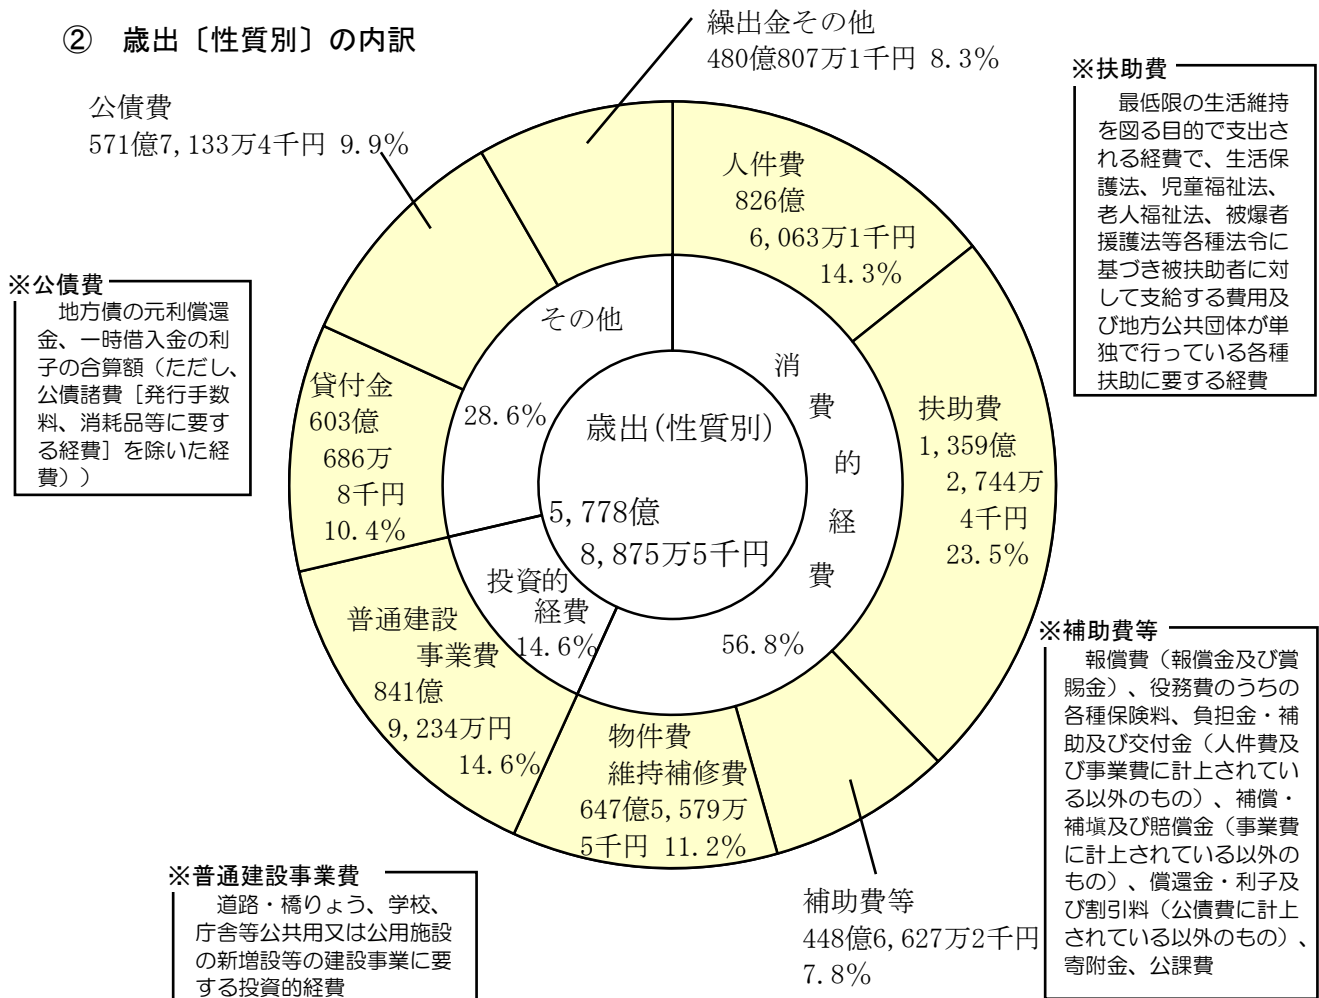 ② 歳出〔性質別〕の内訳
繰出金その他
480億807万1千円 8.3%
公債費
571億7,133万4千円 9.9%
※扶助費
最低限の生活維持
を図る目的で支出さ
れる経費で、生活保
護法、児童福祉法、
老人福祉法、被爆者
援護法等各種法令に
基づき被扶助者に対
して支給する費用及
び地方公共団体が単
独で行っている各種
扶助に要する経費
人件費
826億
6,063万1千円
14.3%
※公債費
地方債の元利償還
金、一時借入金の利
子の合算額（ただし、
公債諸費［発行手数
料、消耗品等に要す
る経費］を除いた経
費））
その他
28.6%
消費的経費
56.8%
貸付金
603億
686万
8千円
10.4%
歳出(性質別)
5,778億
8,875万5千円
扶助費
1,359億
2,744万
4千円
23.5%
投資的
経費
14.6%
普通建設
事業費
841億
9,234万円
14.6%
物件費
維持補修費
647億5,579万
5千円 11.2%
※補助費等
報償費（報償金及び賞
賜金）、役務費のうちの
各種保険料、負担金・補
助及び交付金（人件費及
び事業費に計上されてい
る以外のもの）、補償・
補塡及び賠償金（事業費
に計上されている以外の
もの）、償還金・利子及
び割引料（公債費に計上
されている以外のもの）、
寄附金、公課費
※普通建設事業費
道路・橋りょう、学校、
庁舎等公共用又は公用施設
の新増設等の建設事業に要
する投資的経費
補助費等
448億6,627万2千円
7.8%